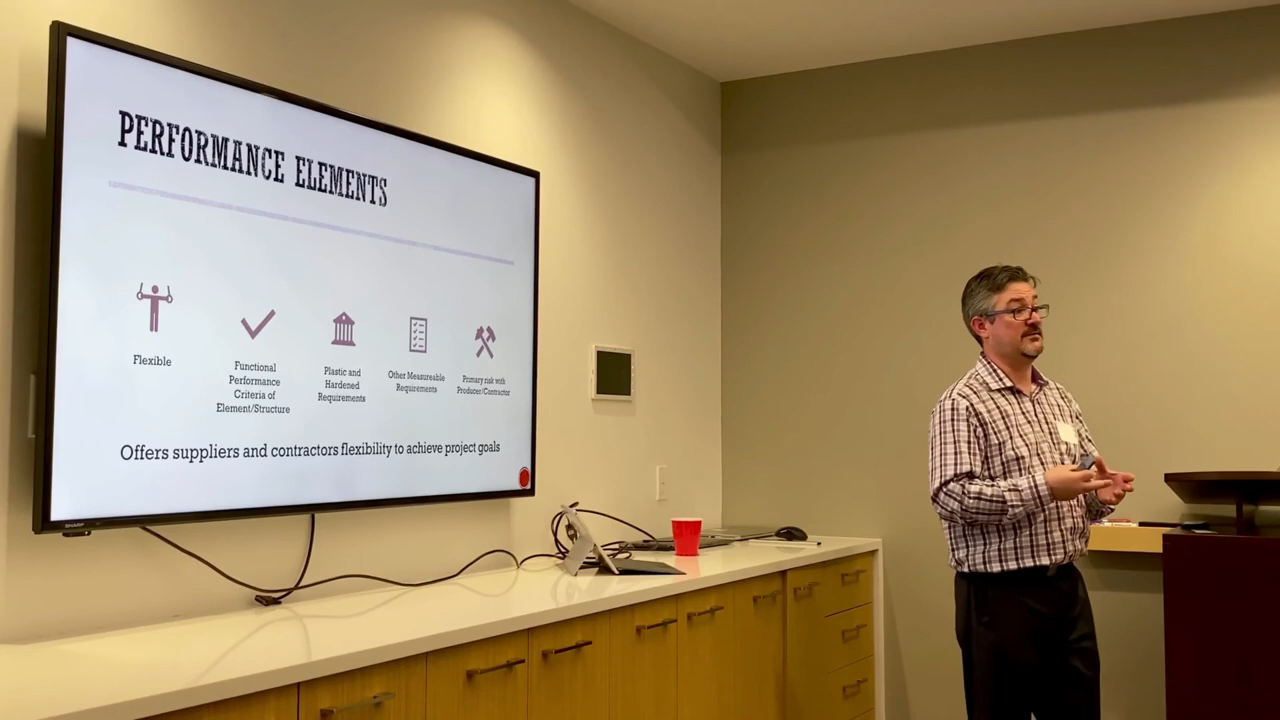 PERFORMANCE ELEMENTS
Flexible
Functional
Performance
Criteria of
Element/Structure
Plastic and
Hardened
Requirements
Other Measureable
Requirements
Primary risk with
Producer/Contractor
Offers suppliers and contractors flexibility to achieve project goals
SHARP